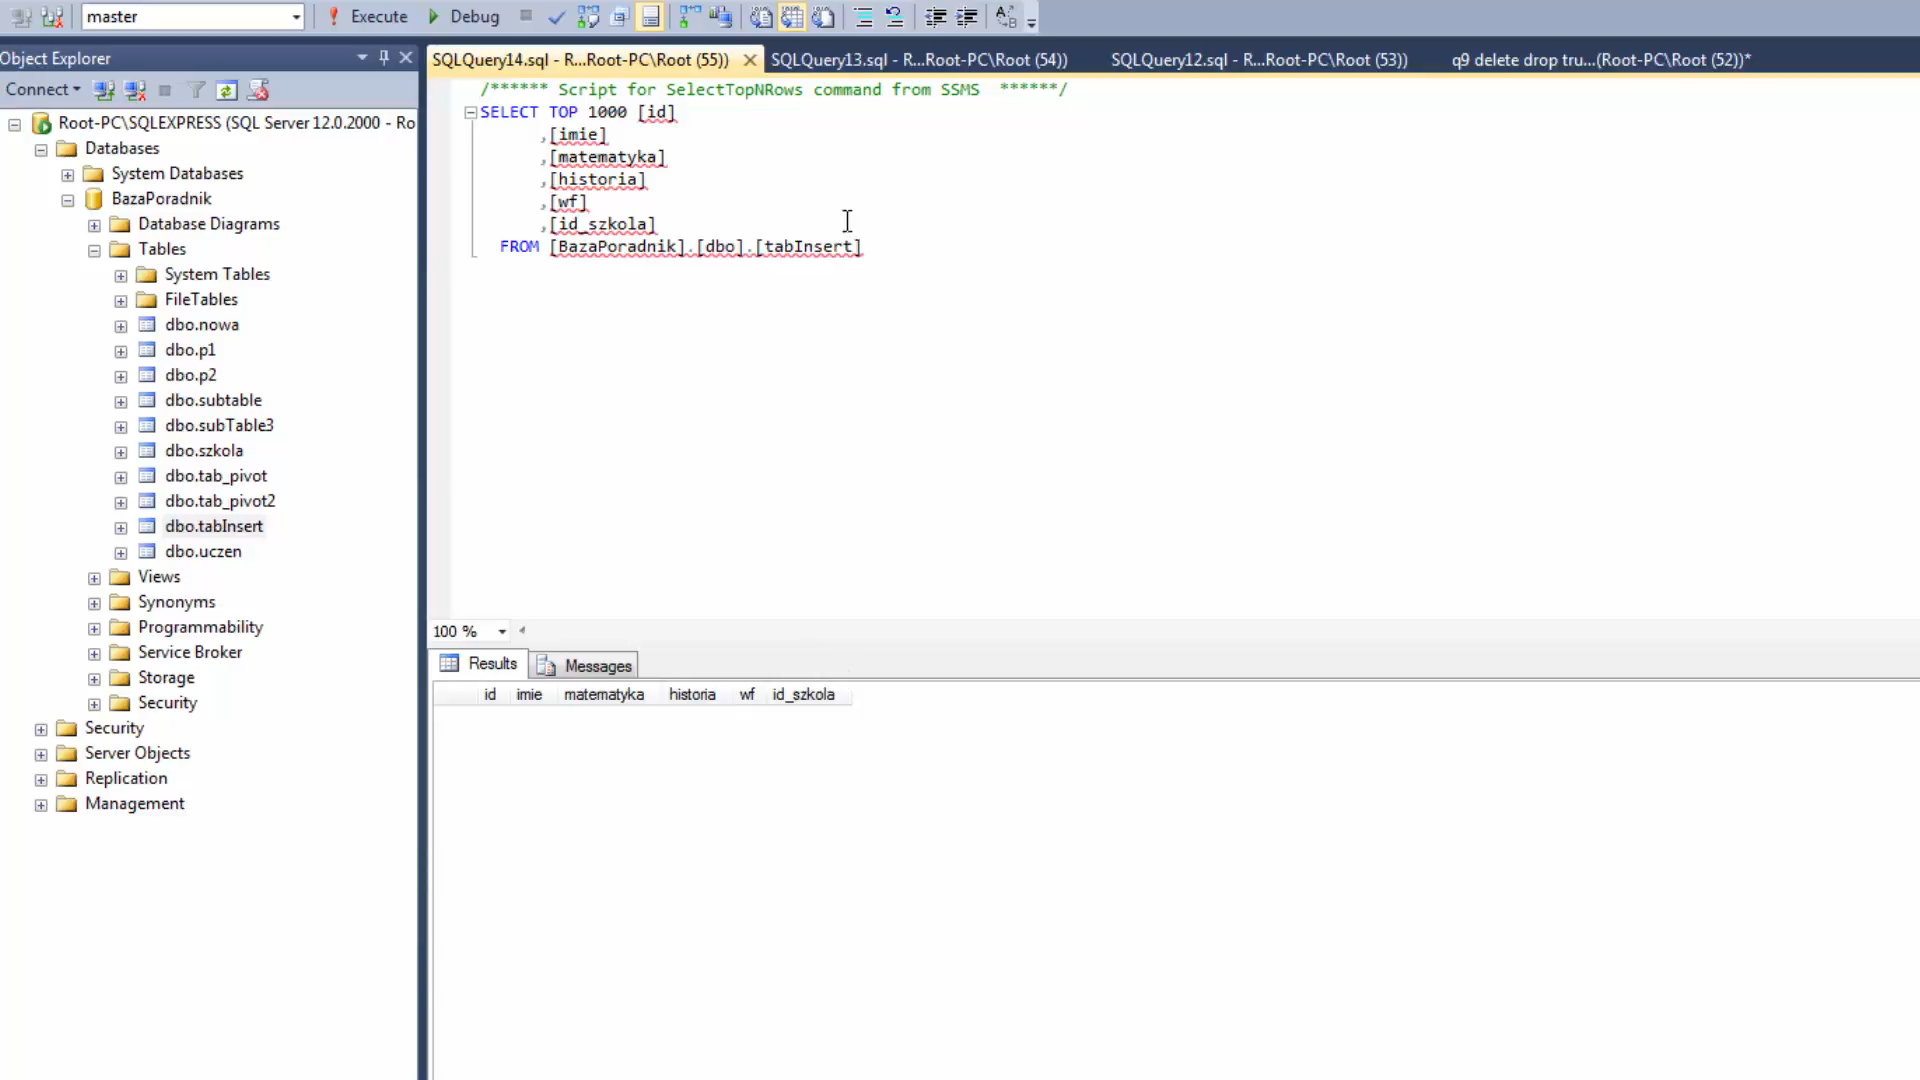 master
Execute
Debug
Object Explorer
Connect
Root-PC\SQLEXPRESS (SQL Server 12.0.2000 - Ro
Databases
System Databases
BazaPoradnik
Database Diagrams
Tables
System Tables
FileTables
dbo.nowa
dbo.p1
dbo.p2
dbo.subtable
dbo.subTable3
dbo.szkola
dbo.tab_pivot
dbo.tab_pivot2
dbo.tabInsert
dbo.uczen
Views
Synonyms
Programmability
Service Broker
Storage
Security
Security
Server Objects
Replication
Management
SQLQuery14.sql - R...Root-PC\Root (55))
SQLQuery13.sql - R...Root-PC\Root (54))
SQLQuery12.sql - R...Root-PC\Root (53))
q9 delete drop tru...(Root-PC\Root (52))*
/****** Script for SelectTopNRows command from SSMS  ******/
SELECT TOP 1000 [id]
,[imie]
,[matematyka]
,[historia]
,[wf]
,[id_szkola]
FROM [BazaPoradnik].[dbo].[tabInsert]
100 %
Results
Messages
id imie matematyka historia wf id_szkola